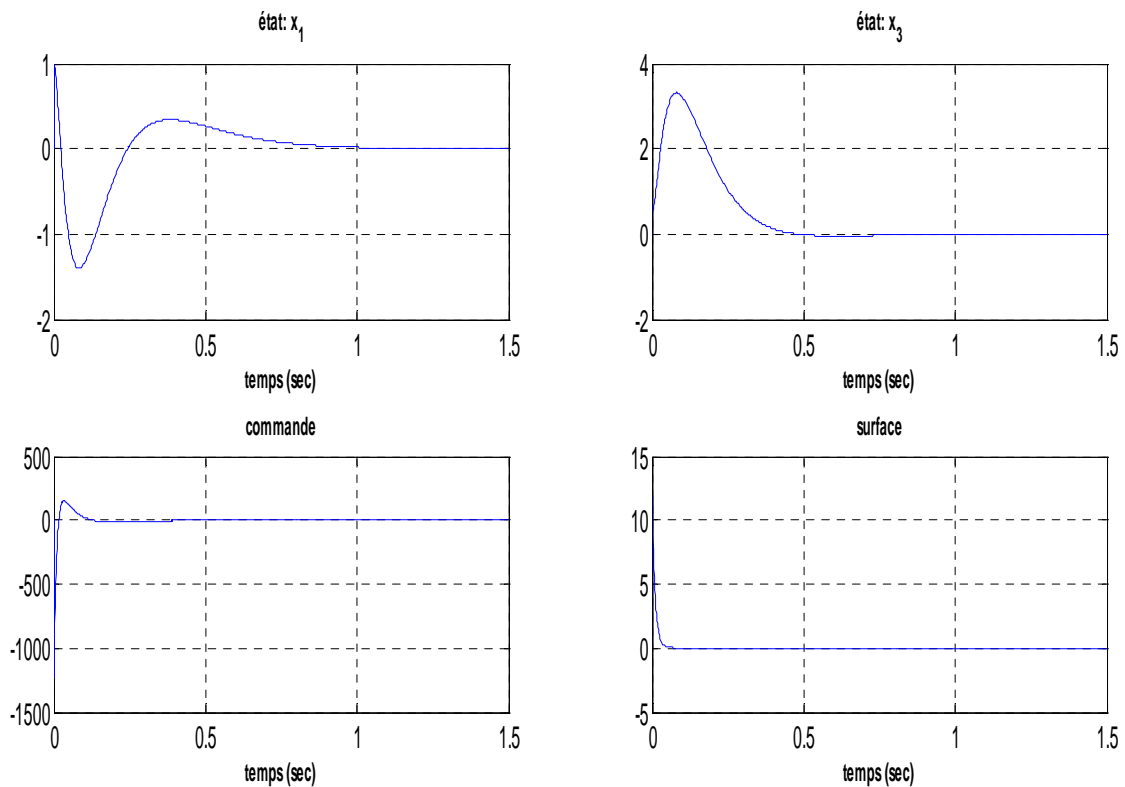 état: x1
1
0
-1
-2
0 0.5 1 1.5
temps (sec)
état: x3
4
2
0
-2
0 0.5 1 1.5
temps (sec)
commande
500
0
-500
-1000
-1500
0 0.5 1 1.5
temps (sec)
surface
15
10
5
0
-5
0 0.5 1 1.5
temps (sec)